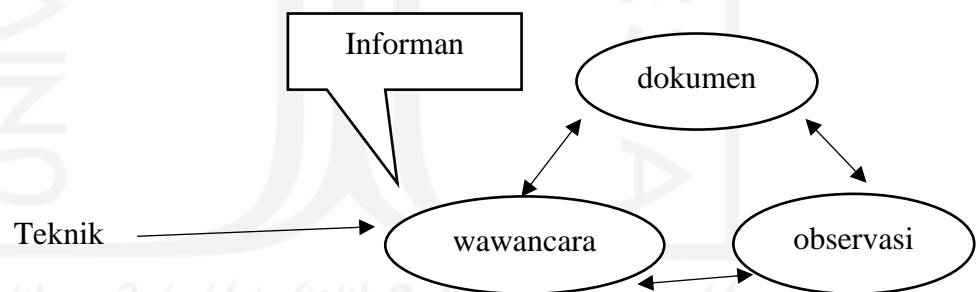 Informan
dokumen
Teknik
wawancara
observasi